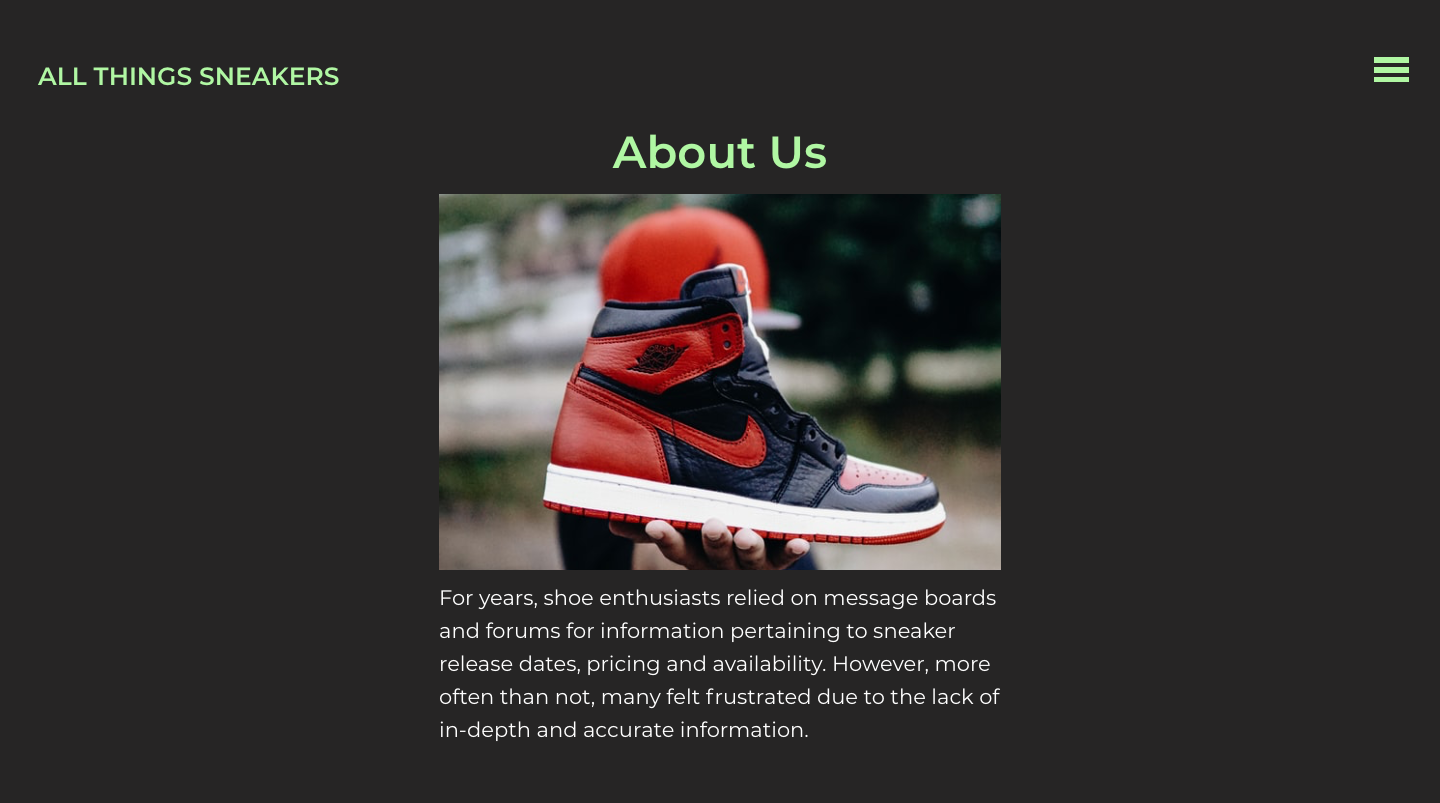 ALL THINGS SNEAKERS
About Us
For years, shoe enthusiasts relied on message boards
and forums for information pertaining to sneaker
release dates, pricing and availability. However, more
often than not, many felt frustrated due to the lack of
in-depth and accurate information.